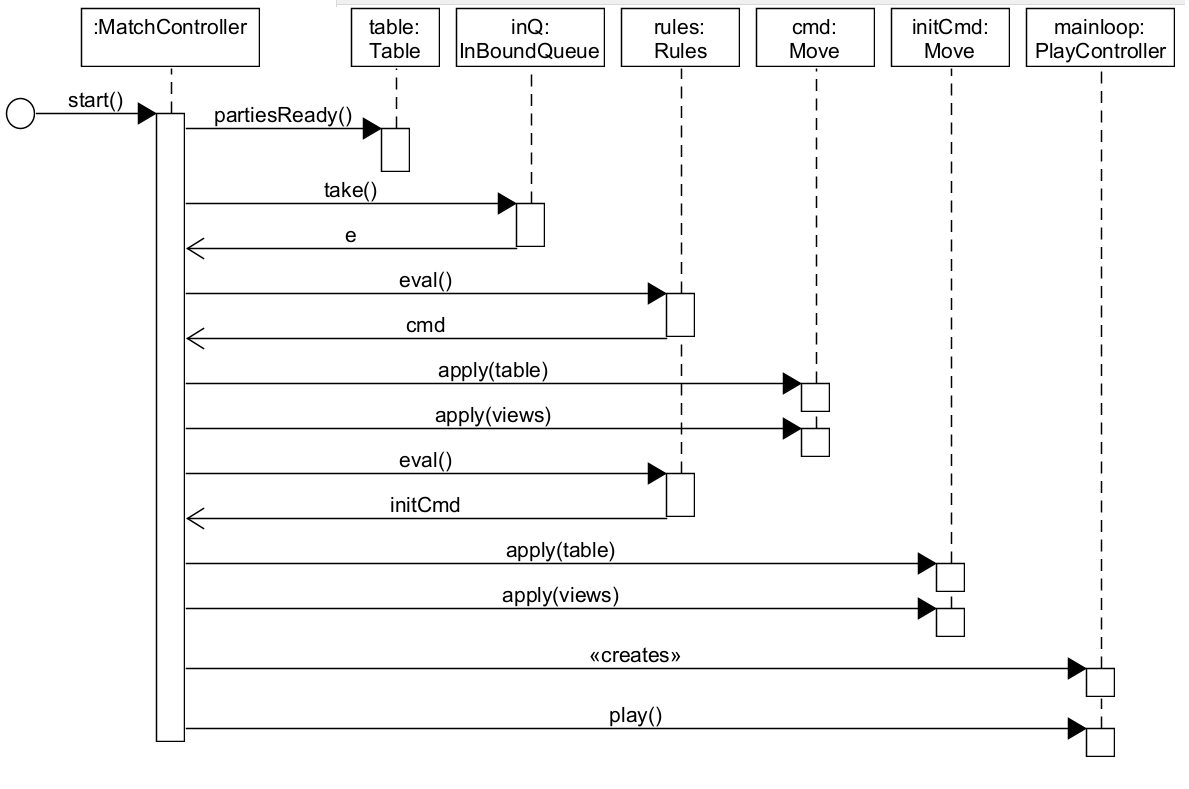 :MatchController
table:
Table
inQ:
InBoundQueue
rules:
Rules
cmd:
Move
initCmd:
Move
mainloop:
PlayController
start()
partiesReady()
take()
e
eval()
cmd
apply(table)
apply(views)
eval()
initCmd
apply(table)
apply(views)
«creates»
play()